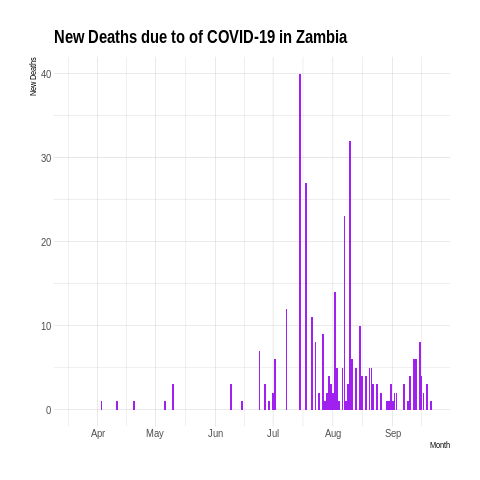 New Deaths due to of COVID-19 in Zambia
New Deaths
40
30
20
10
0
Apr May Jun Jul Aug Sep
Month